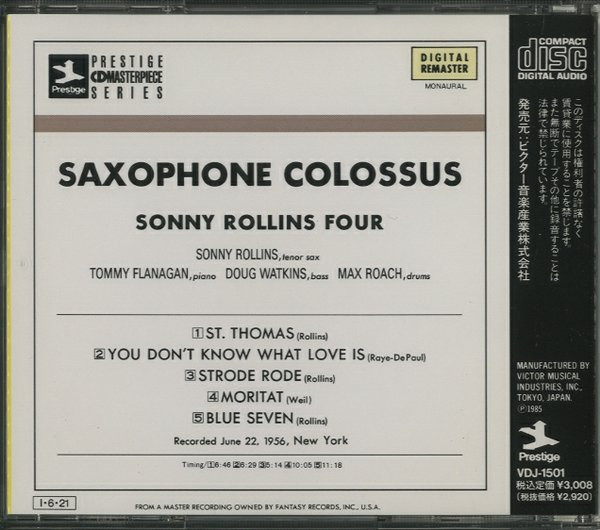 Prestige
PRESTIGE
CD MASTERPIECE
SERIES
DIGITAL
REMASTER
MONAURAL
SAXOPHONE COLOSSUS
SONNY ROLLINS FOUR
SONNY ROLLINS, tenor sax
TOMMY FLANAGAN, piano DOUG WATKINS, bass MAX ROACH, drums
1 ST. THOMAS (Rollins)
2 YOU DON'T KNOW WHAT LOVE IS (Raye-DePaul)
3 STRODE RODE (Rollins)
4 MORITAT (Weil)
5 BLUE SEVEN (Rollins)
Recorded June 22, 1956, New York
Timing/1 6:46 2 6:29 3 5:14 4 10:05 5 11:18
I·6·21
FROM A MASTER RECORDING OWNED BY FANTASY RECORDS, INC., U.S.A.
COMPACT
disc
DIGITAL AUDIO
このディスクは権利者の許諾なく
賃貸業に使用することを禁じます。
また無断でテープその他に録音することは
法律で禁じられています。
発売元:ビクター音楽産業株式会社
MANUFACTURED BY
VICTOR MUSICAL
INDUSTRIES, INC.,
TOKYO, JAPAN.
℗1985
Prestige
VDJ-1501
税込定価¥3,008
(税抜価格¥2,920)